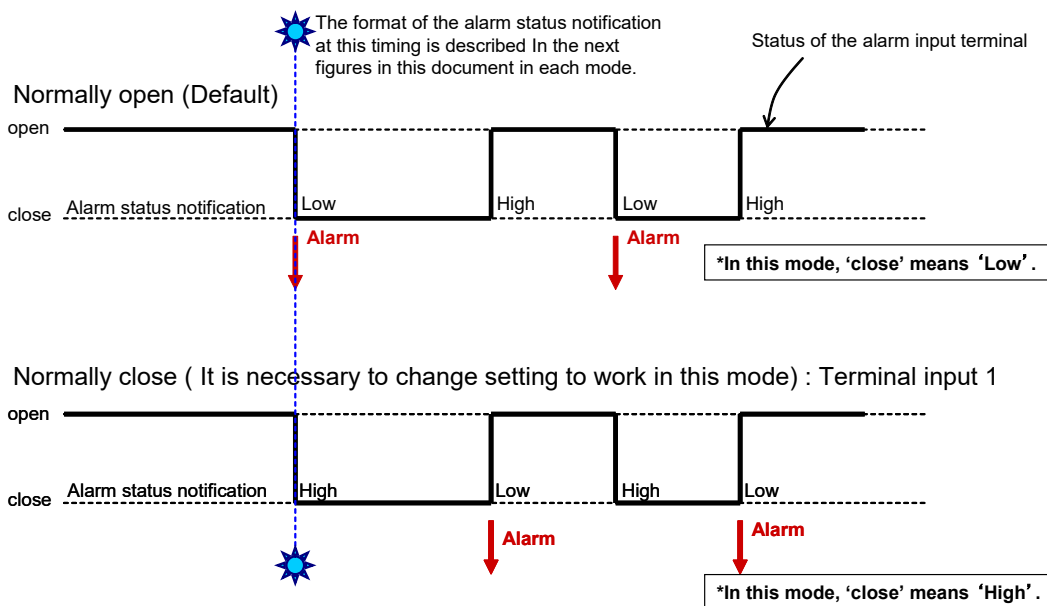 The format of the alarm status notification
at this timing is described In the next
figures in this document in each mode.
Status of the alarm input terminal
Normally open (Default)
open
close
Alarm status notification
Low
High
Low
High
Alarm
Alarm
*In this mode, ‘close’ means ‘Low’.
Normally close ( It is necessary to change setting to work in this mode) : Terminal input 1
open
close
Alarm status notification
High
Low
High
Low
Alarm
Alarm
*In this mode, ‘close’ means ‘High’.